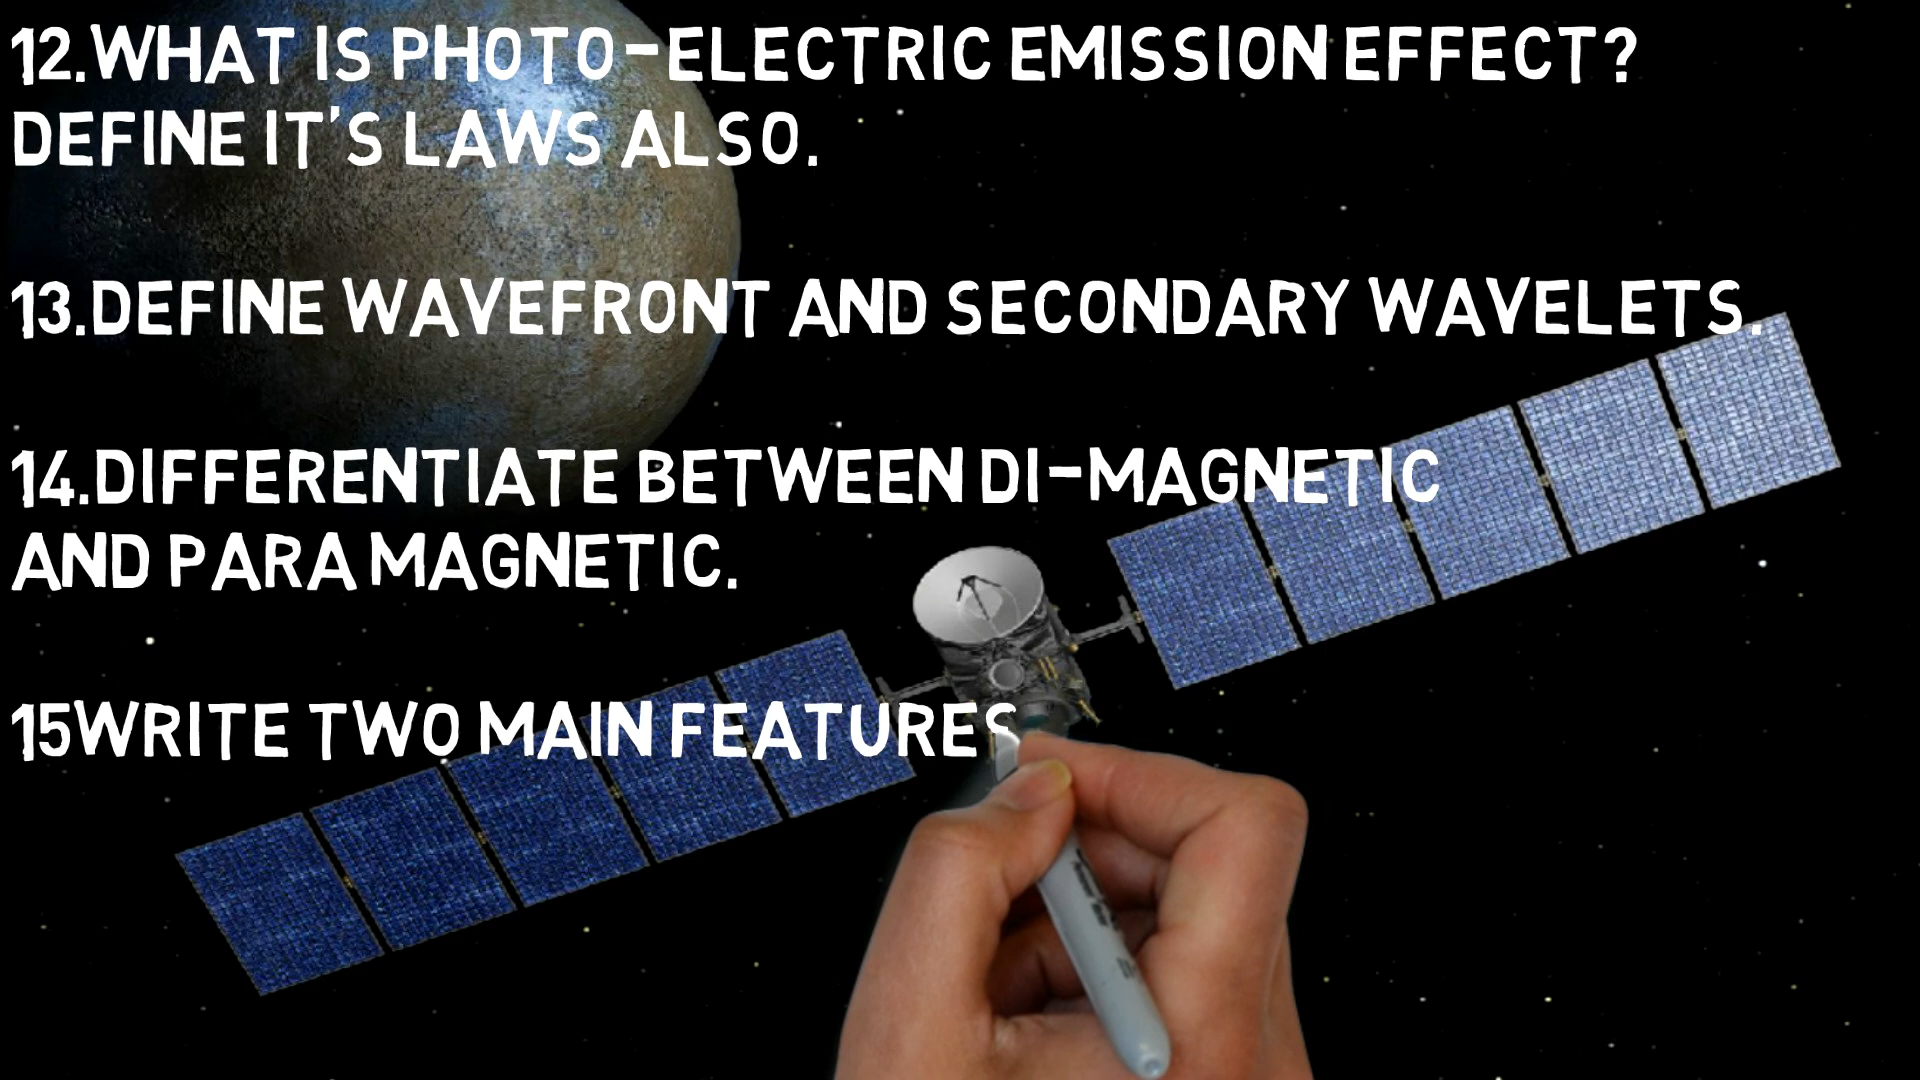 12.WHAT IS PHOTO-ELECTRIC EMISSION EFFECT?
DEFINE IT'S LAWS ALSO.
13.DEFINE WAVEFRONT AND SECONDARY WAVELETS.
14.DIFFERENTIATE BETWEEN DI-MAGNETIC
AND PARA MAGNETIC.
15WRITE TWO MAIN FEATURES